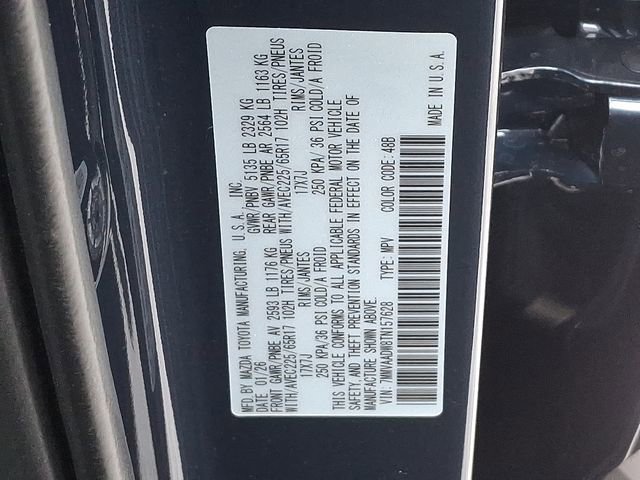 MFD. BY MAZDA TOYOTA MANUFACTURING, U.S.A., INC.
DATE: 01/26 GVWR/PNBV 5135 LB 2329 KG
FRONT GAWR/PNBE AV 2593 LB 1176 KG REAR GAWR/PNBE AR 2564 LB 1163 KG
WITH/AVEC225/65R17 102H TIRES/PNEUS WITH/AVEC225/65R17 102H TIRES/PNEUS
17X7J RIMS/JANTES 17X7J RIMS/JANTES
250 KPA/36 PSI COLD/A FROID 250 KPA/ 36 PSI COLD/A FROID
THIS VEHICLE CONFORMS TO ALL APPLICABLE FEDERAL MOTOR VEHICLE
SAFETY AND THEFT PREVENTION STANDARDS IN EFFECT ON THE DATE OF
MANUFACTURE SHOWN ABOVE.
VIN: 7MMVAADW8TN157628 TYPE: MPV COLOR CODE: 48B
MADE IN U.S.A.